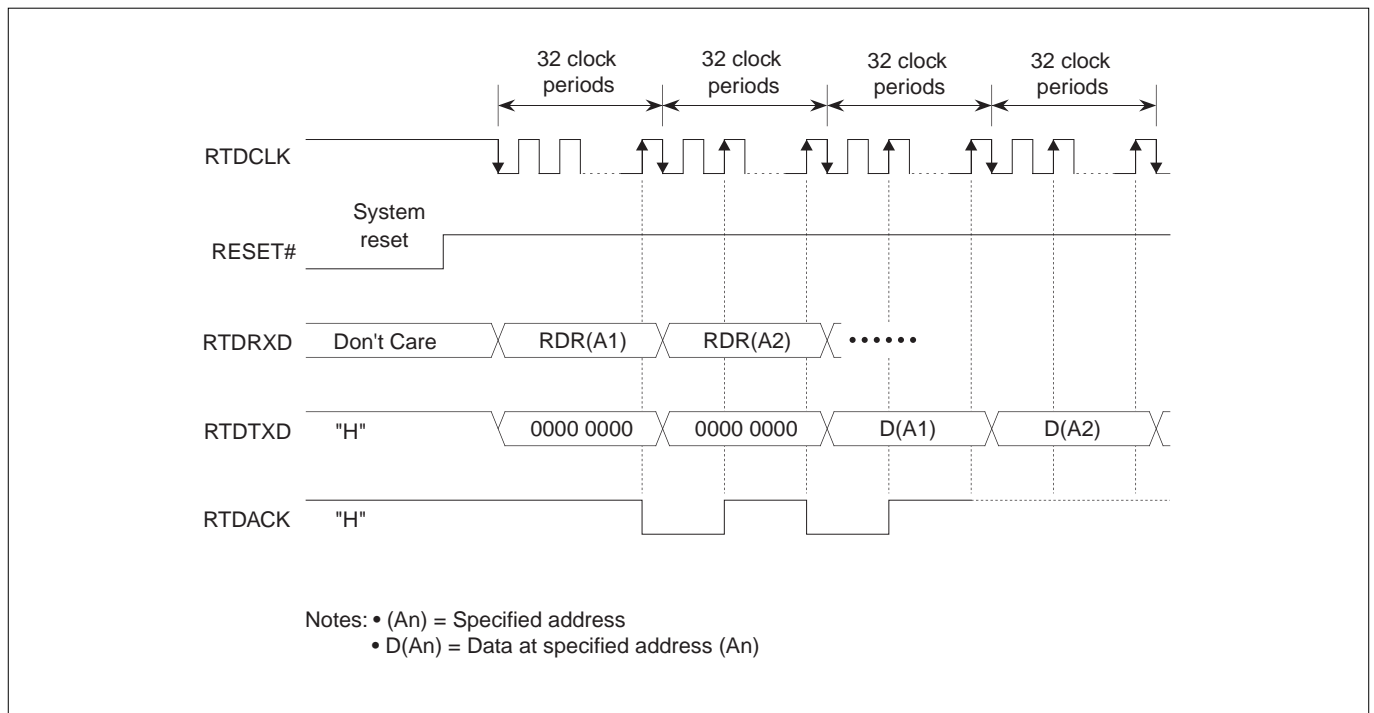 32 clock
periods
32 clock
periods
32 clock
periods
32 clock
periods
RTDCLK
System
reset
RESET#
RTDRXD
Don't Care
RDR(A1)
RDR(A2)
••••••
RTDTXD
"H"
0000 0000
0000 0000
D(A1)
D(A2)
RTDACK
"H"
Notes: • (An) = Specified address
• D(An) = Data at specified address (An)